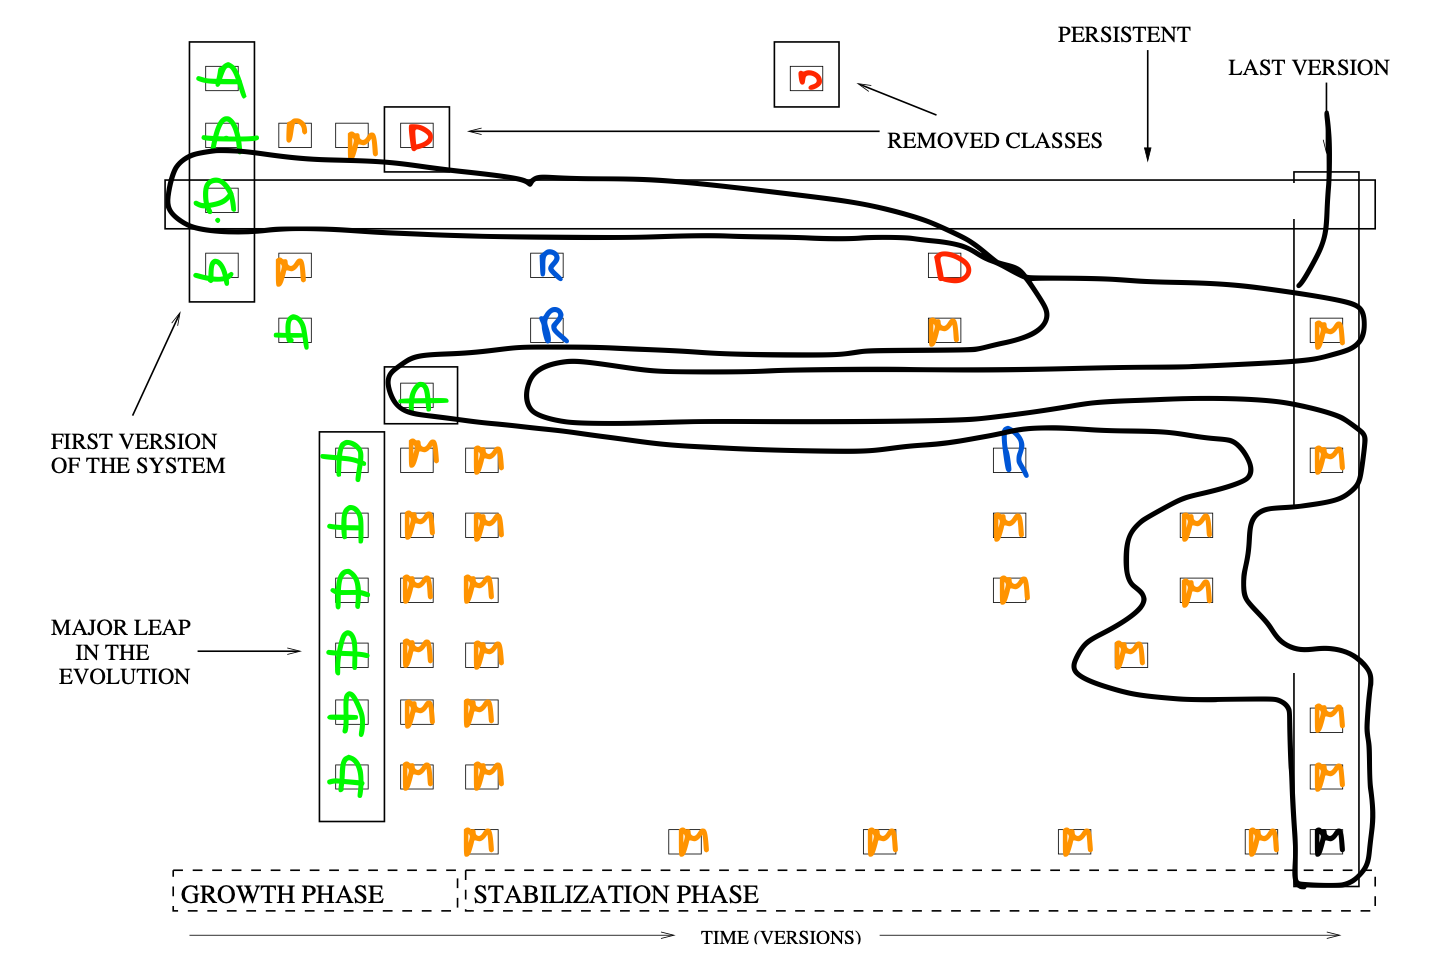 PERSISTENT
LAST VERSION
A
A M D
REMOVED CLASSES
A M R D
A R M M
A
FIRST VERSION
OF THE SYSTEM
A M M R M
A M M M M
A M M M M
MAJOR LEAP
IN THE
EVOLUTION
A M M M
A M M M
A M M M
M M M M M M
GROWTH PHASE
STABILIZATION PHASE
TIME (VERSIONS)